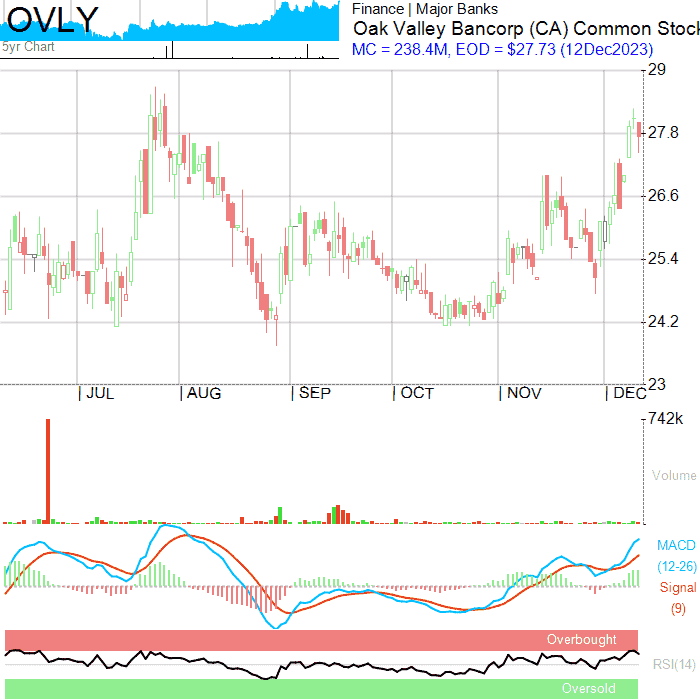 OVLY
5yr Chart
Finance | Major Banks
Oak Valley Bancorp (CA) Common Stock
MC = 238.4M, EOD = $27.73 (12Dec2023)
29
27.8
26.6
25.4
24.2
23
JUL AUG SEP OCT NOV DEC
742k
Volume
MACD
(12-26)
Signal
(9)
Overbought
RSI(14)
Oversold